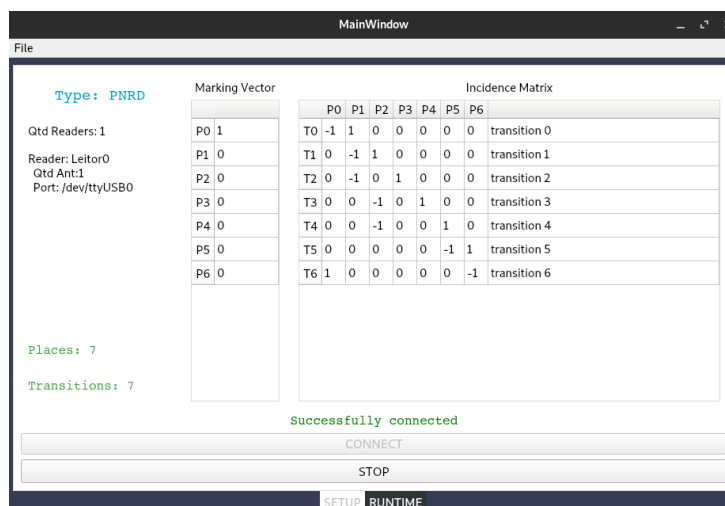 MainWindow
File
Type: PNRD
Qtd Readers: 1
Reader: Leitor0
Qtd Ant:1
Port: /dev/ttyUSB0
Places: 7
Transitions: 7
Marking Vector
P0 1
P1 0
P2 0
P3 0
P4 0
P5 0
P6 0
Incidence Matrix
P0 P1 P2 P3 P4 P5 P6
T0 -1 1 0 0 0 0 0 transition 0
T1 0 -1 1 0 0 0 0 transition 1
T2 0 -1 0 1 0 0 0 transition 2
T3 0 0 -1 0 1 0 0 transition 3
T4 0 0 -1 0 0 1 0 transition 4
T5 0 0 0 0 0 -1 1 transition 5
T6 1 0 0 0 0 0 -1 transition 6
Successfully connected
CONNECT
STOP
SETUP RUNTIME